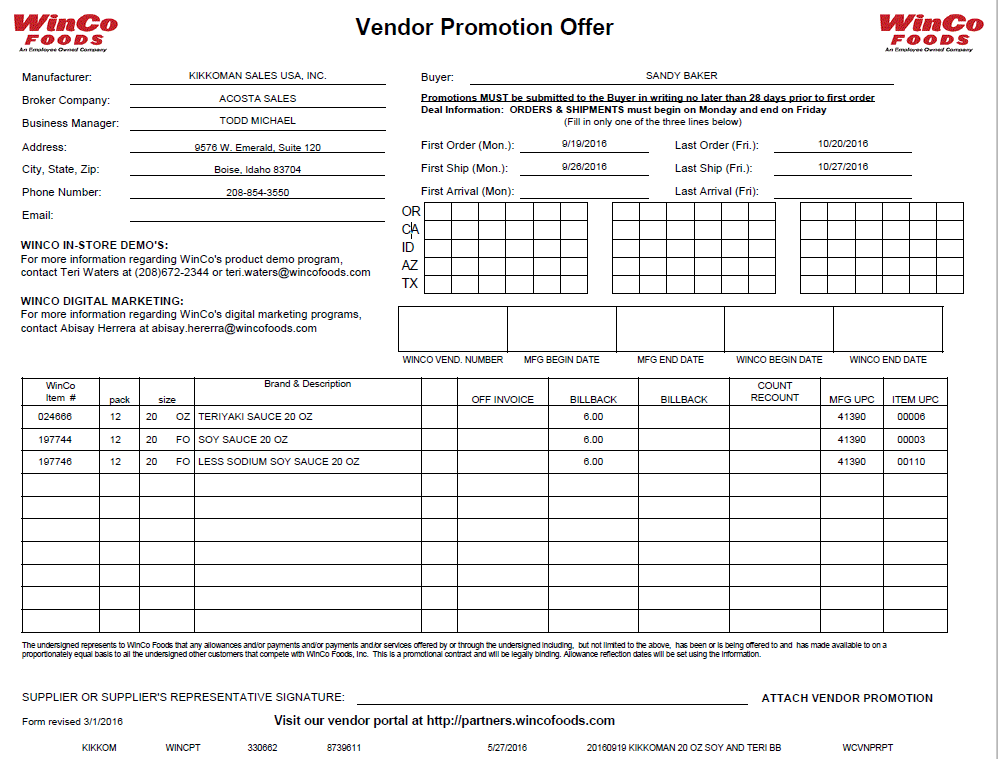 WinCo FOODS An Employee Owned Company
Vendor Promotion Offer
WinCo FOODS An Employee Owned Company
Manufacturer: KIKKOMAN SALES USA, INC.
Broker Company: ACOSTA SALES
Business Manager: TODD MICHAEL
Address: 9576 W. Emerald, Suite 120
City, State, Zip: Boise, Idaho 83704
Phone Number: 208-854-3550
Email:
Buyer: SANDY BAKER
Promotions MUST be submitted to the Buyer in writing no later than 28 days prior to first order
Deal Information: ORDERS & SHIPMENTS must begin on Monday and end on Friday
(Fill in only one of the three lines below)
First Order (Mon.): 9/19/2016 Last Order (Fri.): 10/20/2016
First Ship (Mon.): 9/26/2016 Last Ship (Fri.): 10/27/2016
First Arrival (Mon): Last Arrival (Fri):
OR
CA
ID
AZ
TX
WINCO IN-STORE DEMO'S:
For more information regarding WinCo's product demo program,
contact Teri Waters at (208)672-2344 or teri.waters@wincofoods.com
WINCO DIGITAL MARKETING:
For more information regarding WinCo's digital marketing programs,
contact Abisay Herrera at abisay.hererra@wincofoods.com
WINCO VEND. NUMBER MFG BEGIN DATE MFG END DATE WINCO BEGIN DATE WINCO END DATE
WinCo Item # pack size Brand & Description OFF INVOICE BILLBACK BILLBACK COUNT RECOUNT MFG UPC ITEM UPC
024666 12 20 OZ TERIYAKI SAUCE 20 OZ 6.00 41390 00006
197744 12 20 FO SOY SAUCE 20 OZ 6.00 41390 00003
197746 12 20 FO LESS SODIUM SOY SAUCE 20 OZ 6.00 41390 00110
The undersigned represents to WinCo Foods that any allowances and/or payments and/or payments and/or services offered by or through the undersigned including, but not limited to the above, has been or is being offered to and has made available to on a
proportionately equal basis to all the undersigned other customers that compete with WinCo Foods, Inc. This is a promotional contract and will be legally binding. Allowance reflection dates will be set using the information.
SUPPLIER OR SUPPLIER'S REPRESENTATIVE SIGNATURE: ATTACH VENDOR PROMOTION
Form revised 3/1/2016 Visit our vendor portal at http://partners.wincofoods.com
KIKKOM WINCPT 330662 8739611 5/27/2016 20160919 KIKKOMAN 20 OZ SOY AND TERI BB WCVNPRPT